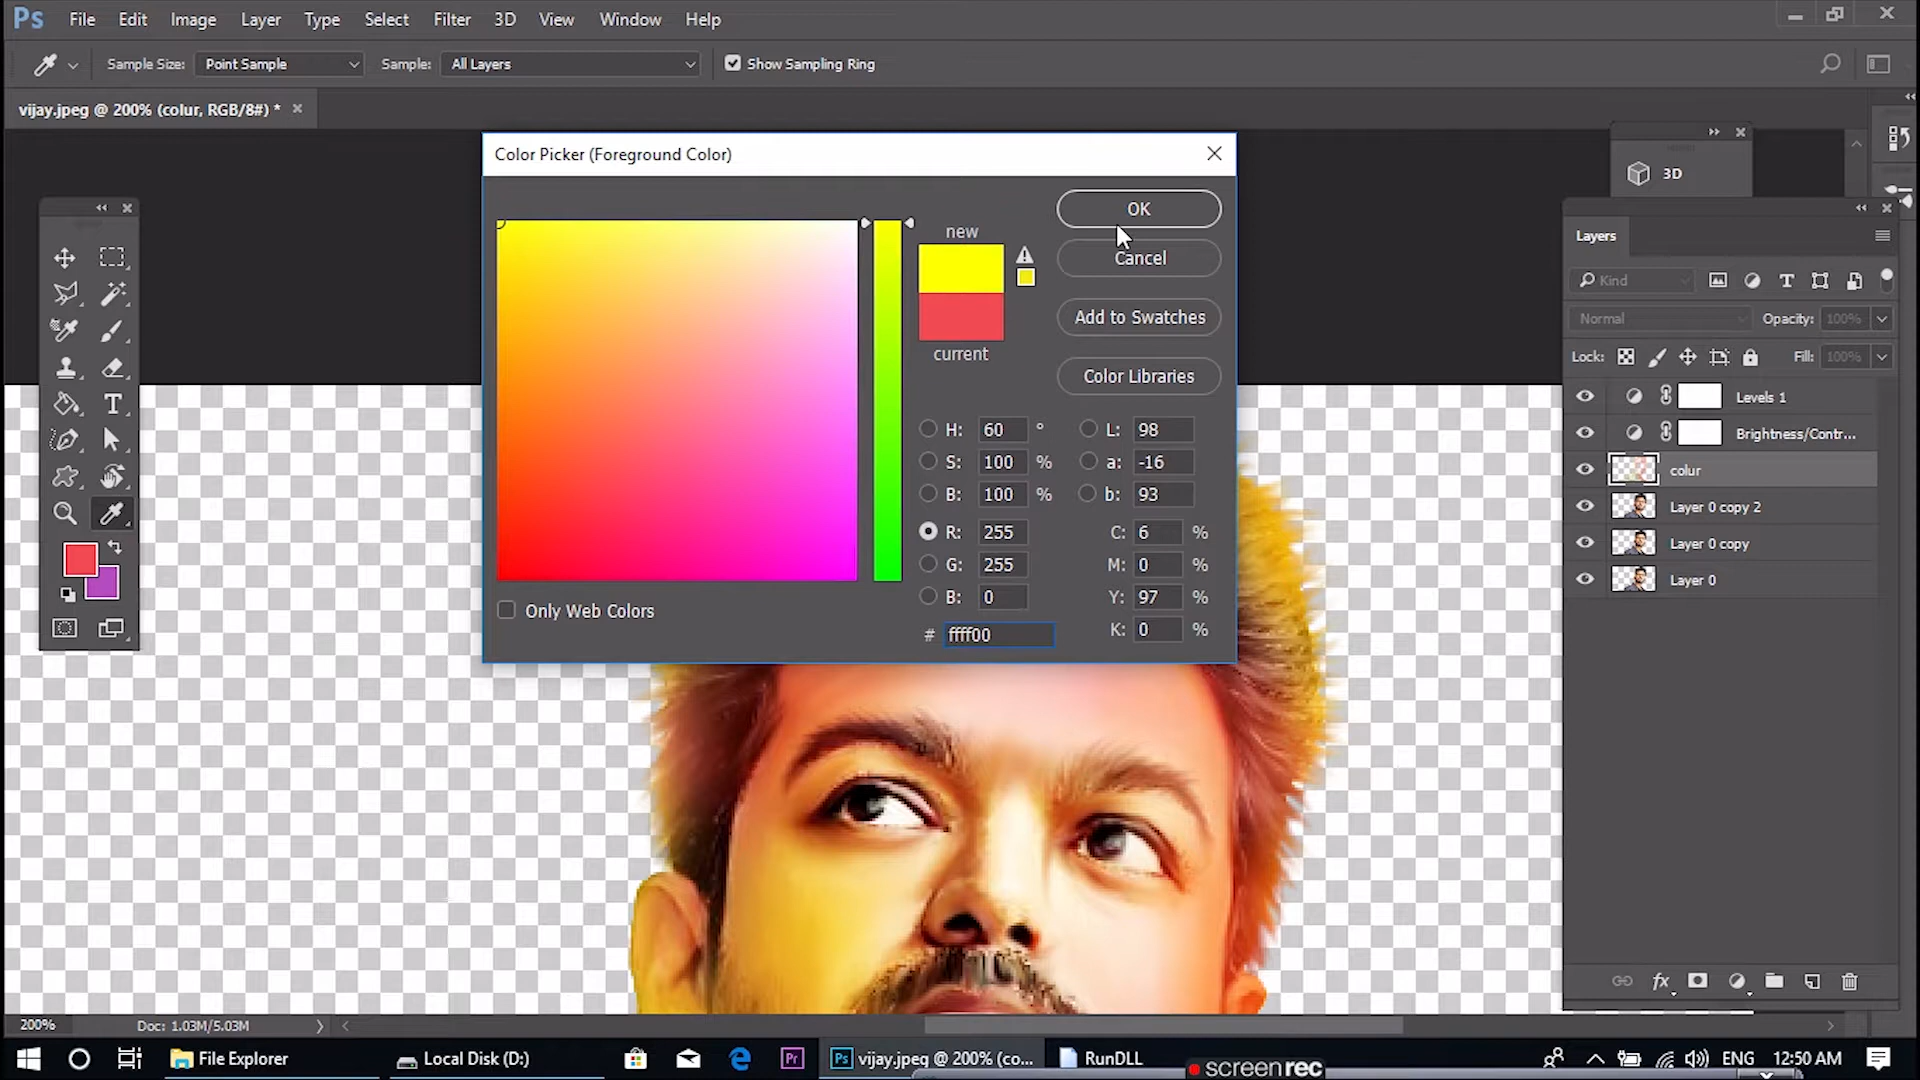 Ps File Edit Image Layer Type Select Filter 3D View Window Help
Sample Size: Point Sample Sample: All Layers Show Sampling Ring
vijay.jpeg @ 200% (colur, RGB/8#) *
Color Picker (Foreground Color)
new
current
OK
Cancel
Add to Swatches
Color Libraries
H: 60 °
S: 100 %
B: 100 %
R: 255
G: 255
B: 0
# ffff00
L: 98
a: -16
b: 93
C: 6 %
M: 0 %
Y: 97 %
K: 0 %
Only Web Colors
3D
Layers
Kind
Normal Opacity: 100%
Lock: Fill: 100%
Levels 1
Brightness/Contr...
colur
Layer 0 copy 2
Layer 0 copy
Layer 0
fx
200% Doc: 1.03M/5.03M
File Explorer Local Disk (D:) Pr Ps vijay.jpeg @ 200% (co... RunDLL ENG 12:50 AM
screenrec